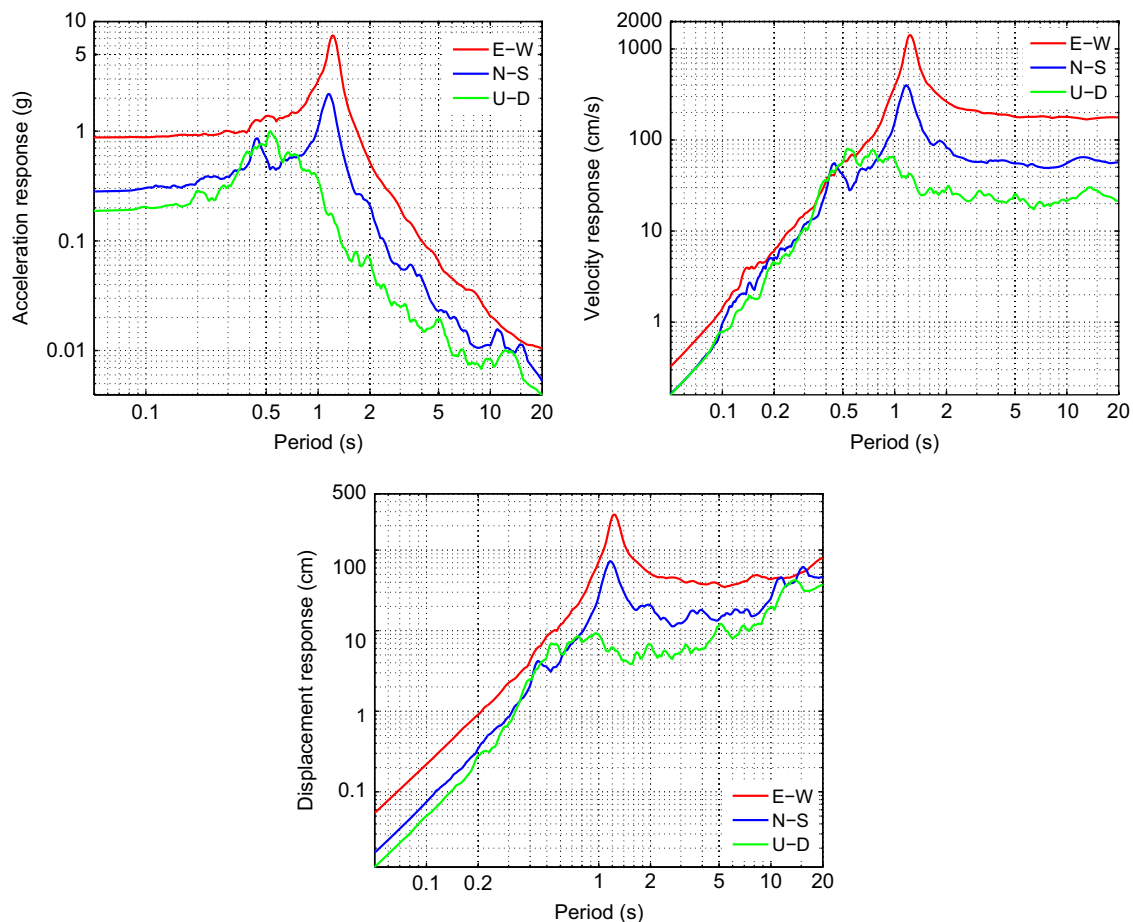 10
5
1
0.1
0.01
Acceleration response (g)
E−W
N−S
U−D
0.1 0.5 1 2 5 10 20
Period (s)
2000
1000
100
10
1
Velocity response (cm/s)
E−W
N−S
U−D
0.1 0.2 0.5 1 2 5 10 20
Period (s)
500
100
10
1
0.1
Displacement response (cm)
E−W
N−S
U−D
0.1 0.2 1 2 10 20
Period (s)